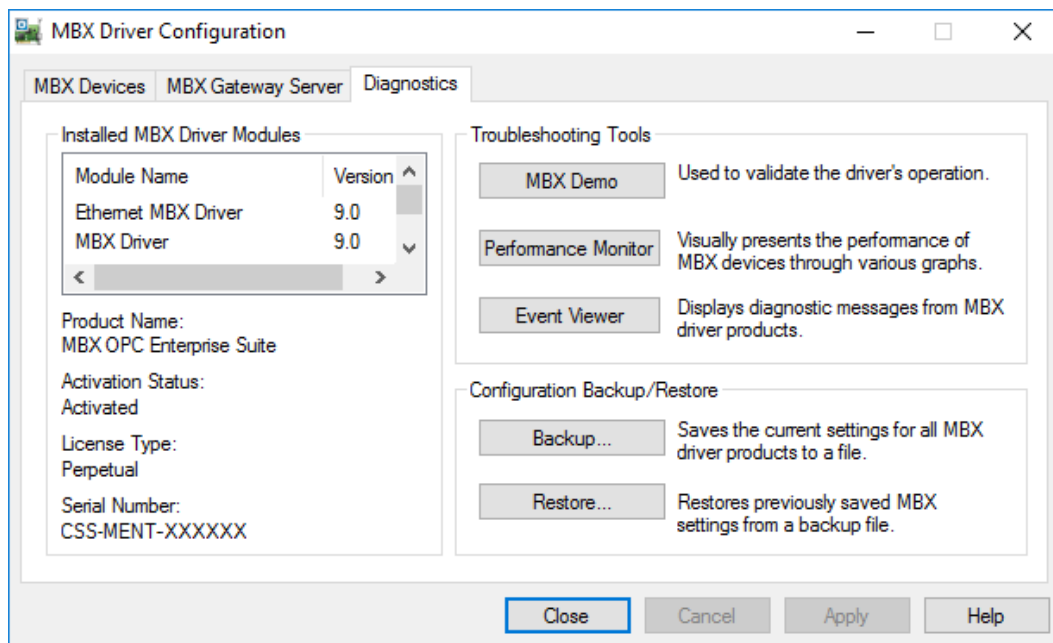 MBX Driver Configuration
MBX Devices
MBX Gateway Server
Diagnostics
Installed MBX Driver Modules
Module Name Version
Ethernet MBX Driver 9.0
MBX Driver 9.0
Product Name:
MBX OPC Enterprise Suite
Activation Status:
Activated
License Type:
Perpetual
Serial Number:
CSS-MENT-XXXXXX
Troubleshooting Tools
MBX Demo
Used to validate the driver's operation.
Performance Monitor
Visually presents the performance of
MBX devices through various graphs.
Event Viewer
Displays diagnostic messages from MBX
driver products.
Configuration Backup/Restore
Backup...
Saves the current settings for all MBX
driver products to a file.
Restore...
Restores previously saved MBX
settings from a backup file.
Close
Cancel
Apply
Help